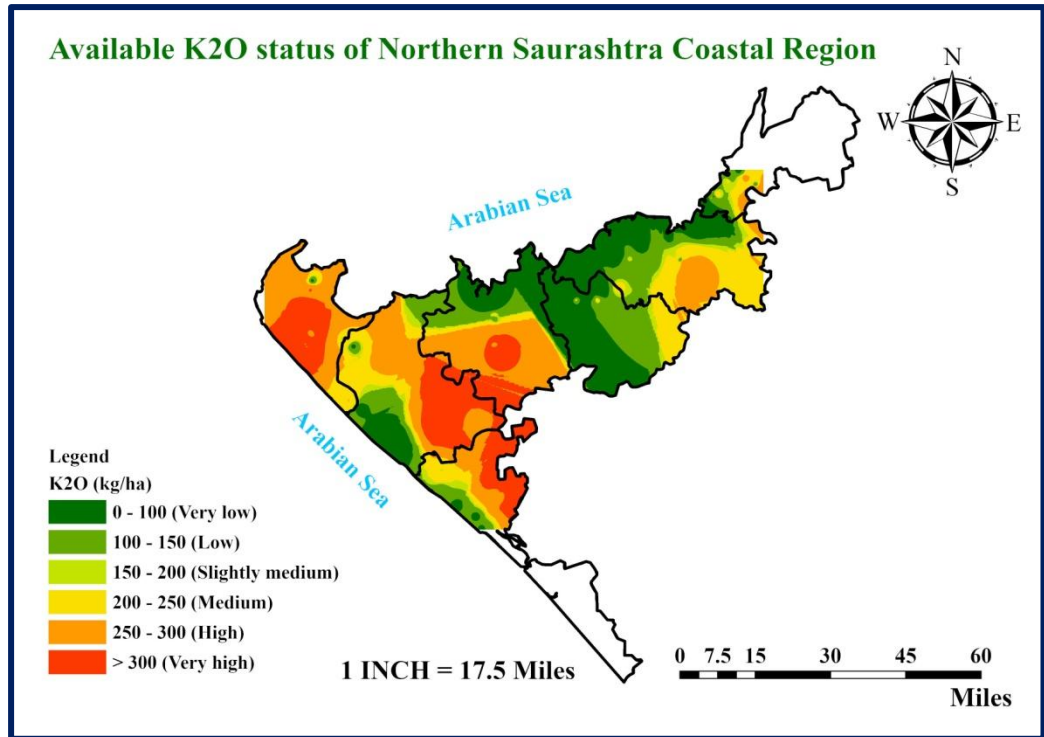 Available K2O status of Northern Saurashtra Coastal Region
N
W
E
S
Arabian Sea
Arabian Sea
Legend
K2O (kg/ha)
0 - 100 (Very low)
100 - 150 (Low)
150 - 200 (Slightly medium)
200 - 250 (Medium)
250 - 300 (High)
> 300 (Very high)
1 INCH = 17.5 Miles
0 7.5 15 30 45 60
Miles